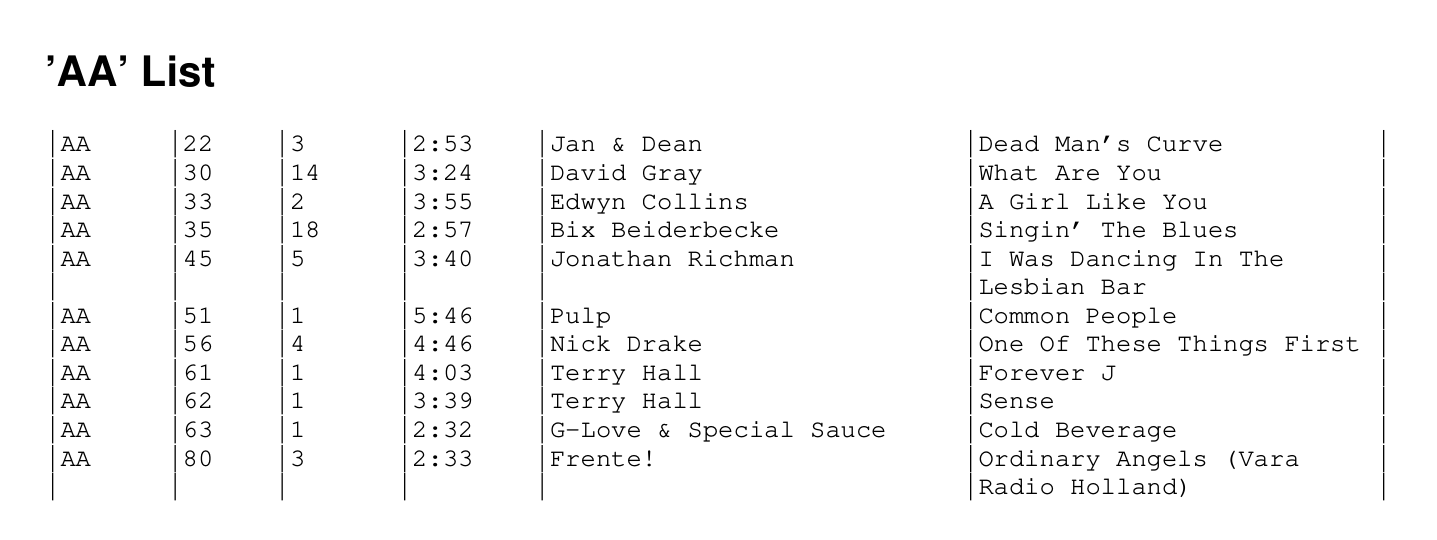 ’AA’ List
|AA |22 |3 |2:53 |Jan & Dean |Dead Man’s Curve |
|AA |30 |14 |3:24 |David Gray |What Are You |
|AA |33 |2 |3:55 |Edwyn Collins |A Girl Like You |
|AA |35 |18 |2:57 |Bix Beiderbecke |Singin’ The Blues |
|AA |45 |5 |3:40 |Jonathan Richman |I Was Dancing In The |
| | | | | |Lesbian Bar |
|AA |51 |1 |5:46 |Pulp |Common People |
|AA |56 |4 |4:46 |Nick Drake |One Of These Things First |
|AA |61 |1 |4:03 |Terry Hall |Forever J |
|AA |62 |1 |3:39 |Terry Hall |Sense |
|AA |63 |1 |2:32 |G-Love & Special Sauce |Cold Beverage |
|AA |80 |3 |2:33 |Frente! |Ordinary Angels (Vara |
| | | | | |Radio Holland) |